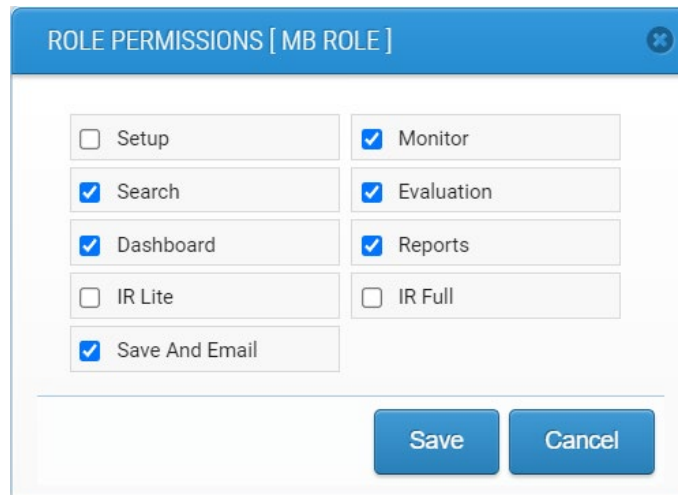 ROLE PERMISSIONS [ MB ROLE ]
Setup
Monitor
Search
Evaluation
Dashboard
Reports
IR Lite
IR Full
Save And Email
Save
Cancel